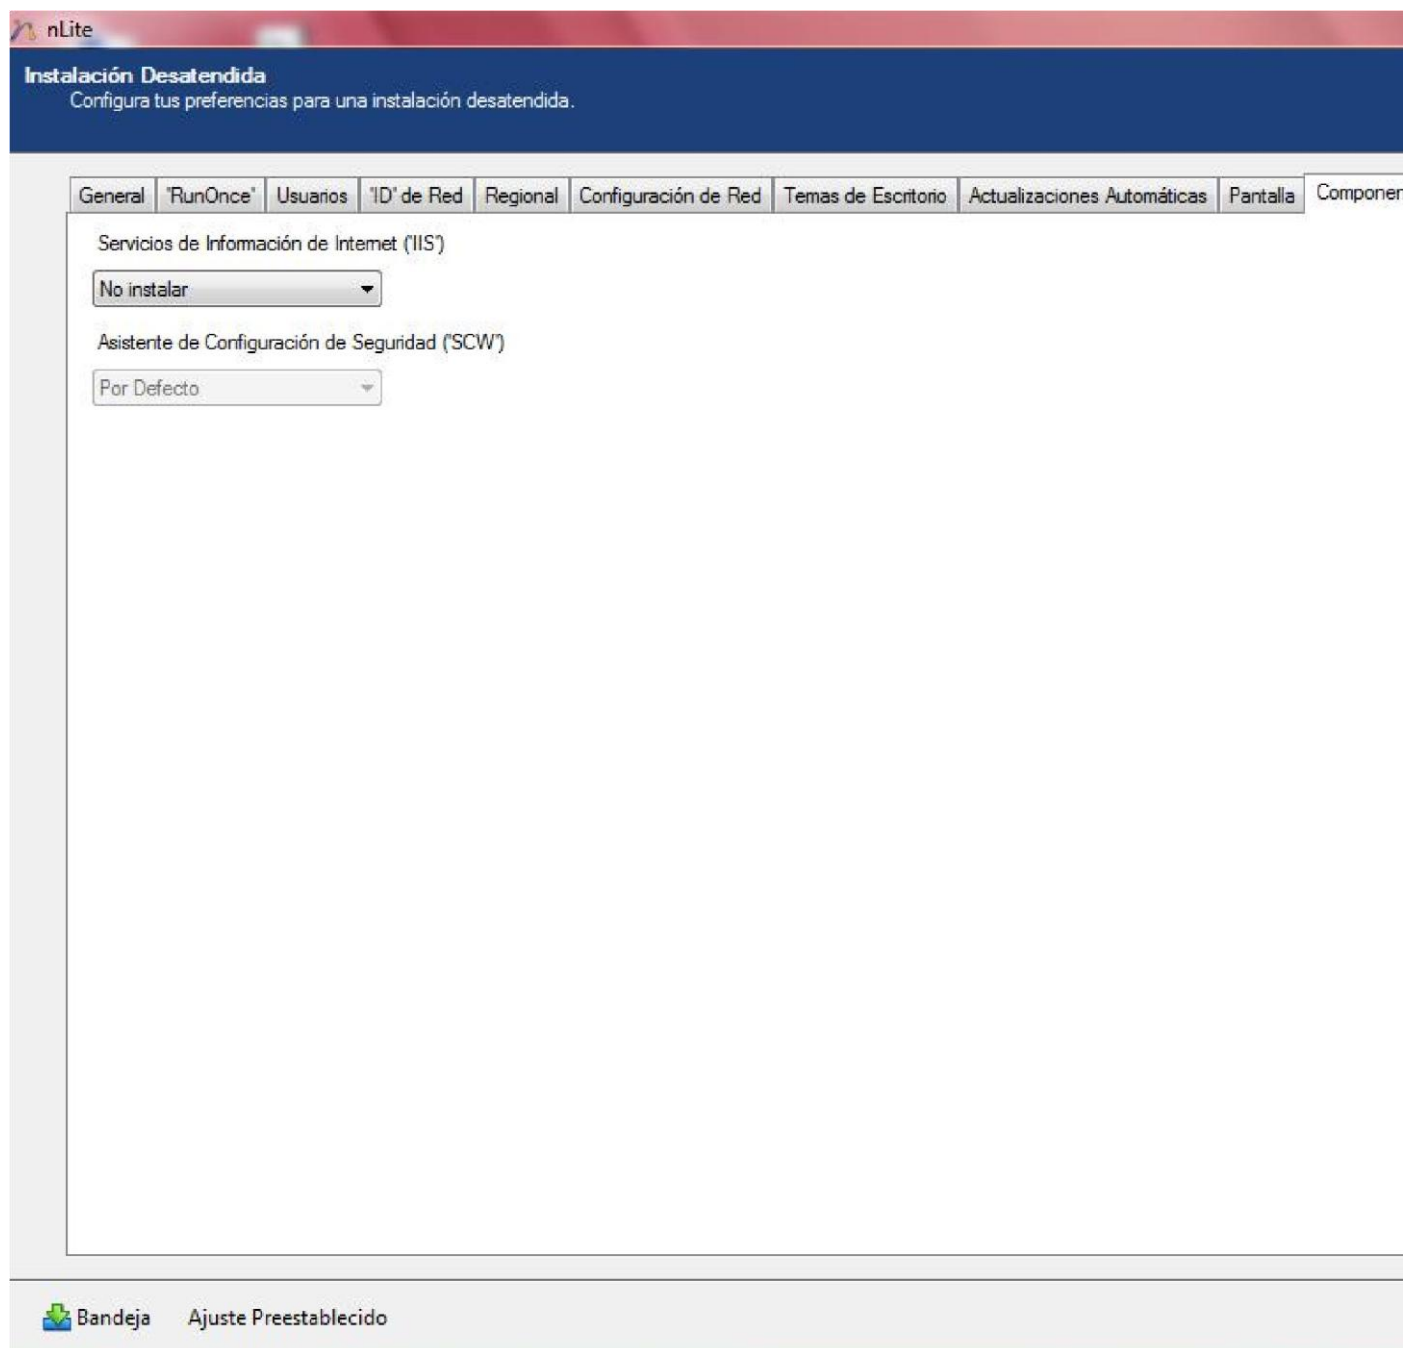 nLite
Instalación Desatendida
Configura tus preferencias para una instalación desatendida.
General "RunOnce" Usuarios "ID" de Red Regional Configuración de Red Temas de Escritorio Actualizaciones Automáticas Pantalla Componen
Servicios de Información de Internet ("IIS")
No instalar
Asistente de Configuración de Seguridad ("SCW")
Por Defecto
Bandeja Ajuste Preestablecido